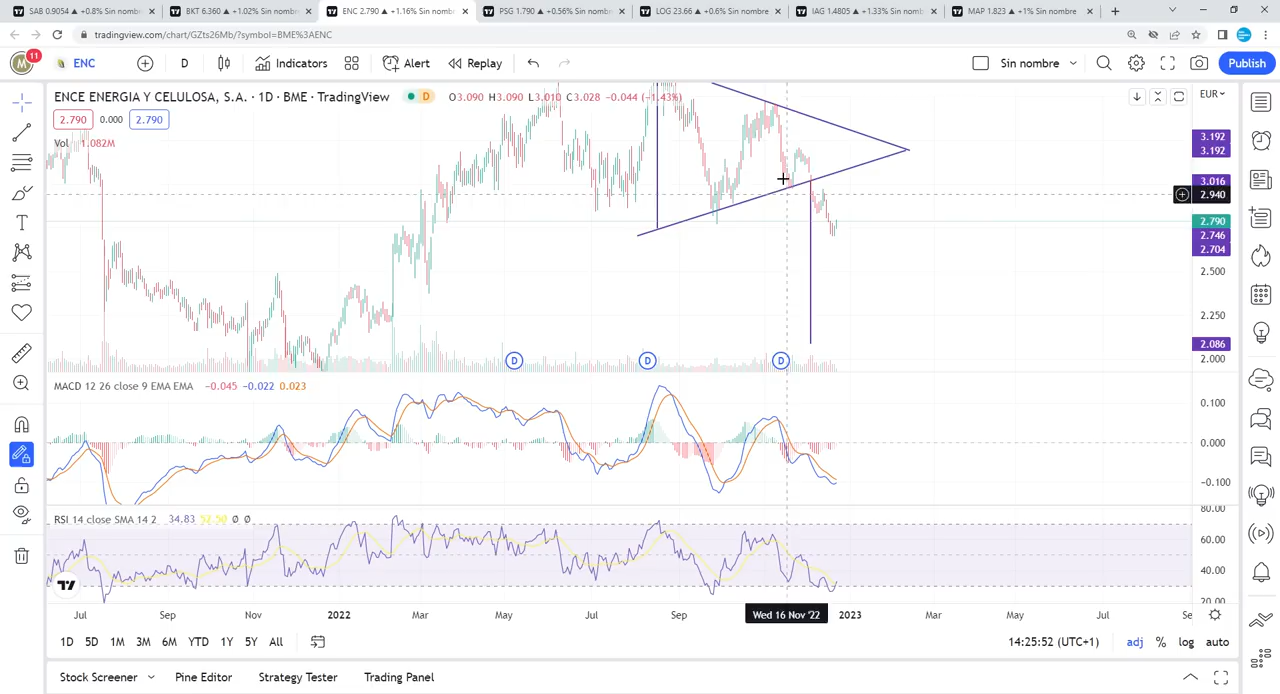 SAB 0.9054 ▲ +0.8% Sin nombre
BKT 6.360 ▲ +1.02% Sin nombre
ENC 2.790 ▲ +1.16% Sin nombre
PSG 1.790 ▲ +0.56% Sin nombre
LOG 23.66 ▲ +0.6% Sin nombre
IAG 1.4805 ▲ +1.33% Sin nombre
MAP 1.823 ▲ +1% Sin nombre
tradingview.com/chart/GZts26Mb/?symbol=BME%3AENC
M 11 ENC D Indicators Alert Replay Sin nombre Publish
ENCE ENERGIA Y CELULOSA, S.A. · 1D · BME · TradingView D O3.090 H3.090 L3.010 C3.028 -0.044 (-1.43%) EUR
2.790 0.000 2.790
Vol 1.082M
3.192
3.192
3.016
2.940
2.790
2.746
2.704
2.500
2.250
2.086
2.000
D D D
MACD 12 26 close 9 EMA EMA -0.045 -0.022 0.023
0.100
0.000
-0.100
RSI 14 close SMA 14 2 34.83 Ø Ø
80.00
60.00
40.00
20.00
Jul Sep Nov 2022 Mar May Jul Sep Wed 16 Nov '22 2023 Mar May Jul Se
1D 5D 1M 3M 6M YTD 1Y 5Y All 14:25:52 (UTC+1) adj % log auto
Stock Screener Pine Editor Strategy Tester Trading Panel